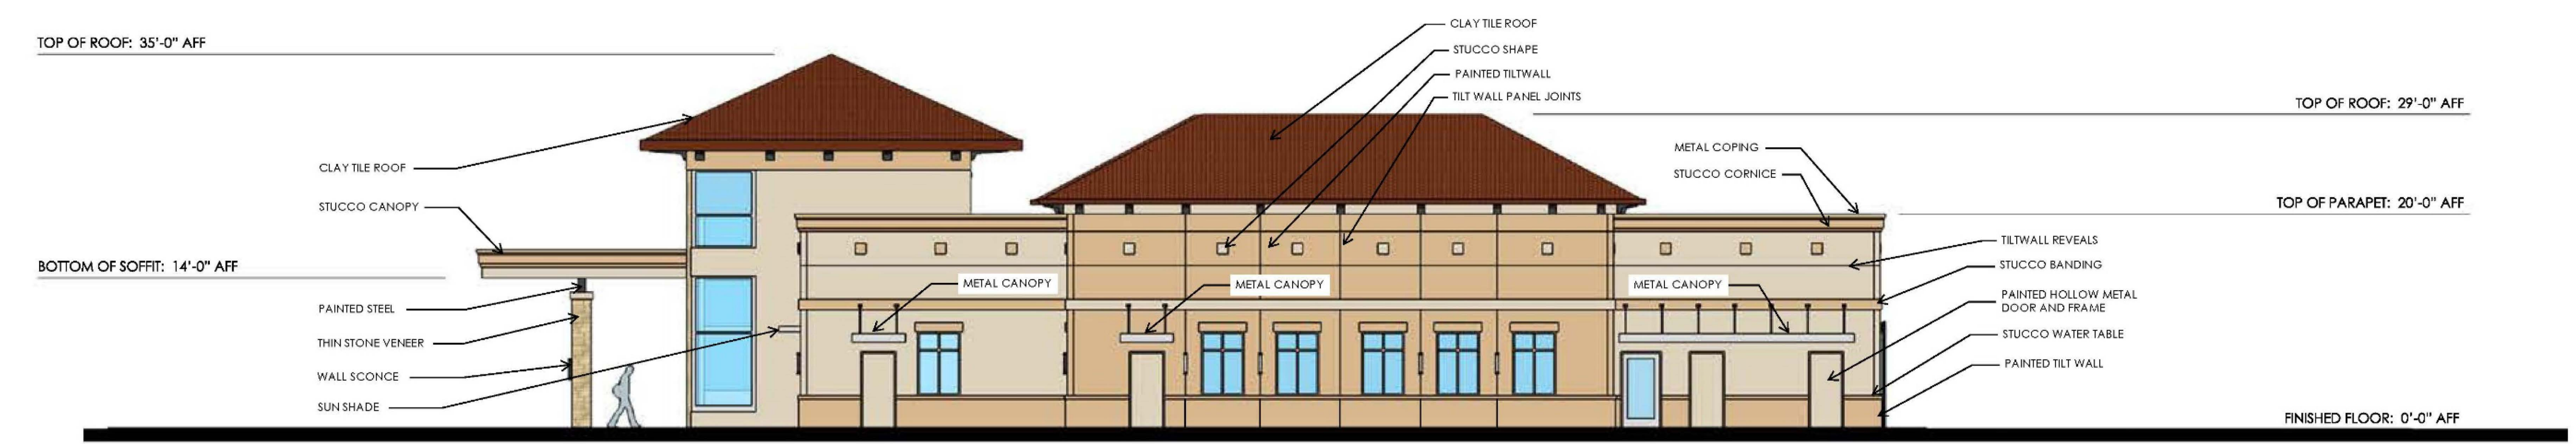 CLAY TILE ROOF
TOP OF ROOF: 35'-0" AFF
STUCCO SHAPE
PAINTED TILTWALL
TILT WALL PANEL JOINTS
TOP OF ROOF: 29'-0" AFF
METAL COPING
CLAY TILE ROOF
STUCCO CORNICE
STUCCO CANOPY
TOP OF PARAPET: 20'-0" AFF
TILTWALL REVEALS
BOTTOM OF SOFFIT: 14'-0" AFF
STUCCO BANDING
METAL CANOPY
METAL CANOPY
METAL CANOPY
PAINTED HOLLOW METAL
DOOR AND FRAME
PAINTED STEEL
STUCCO WATER TABLE
THIN STONE VENEER
PAINTED TILT WALL
WALL SCONCE
SUN SHADE
FINISHED FLOOR: 0'-0" AFF